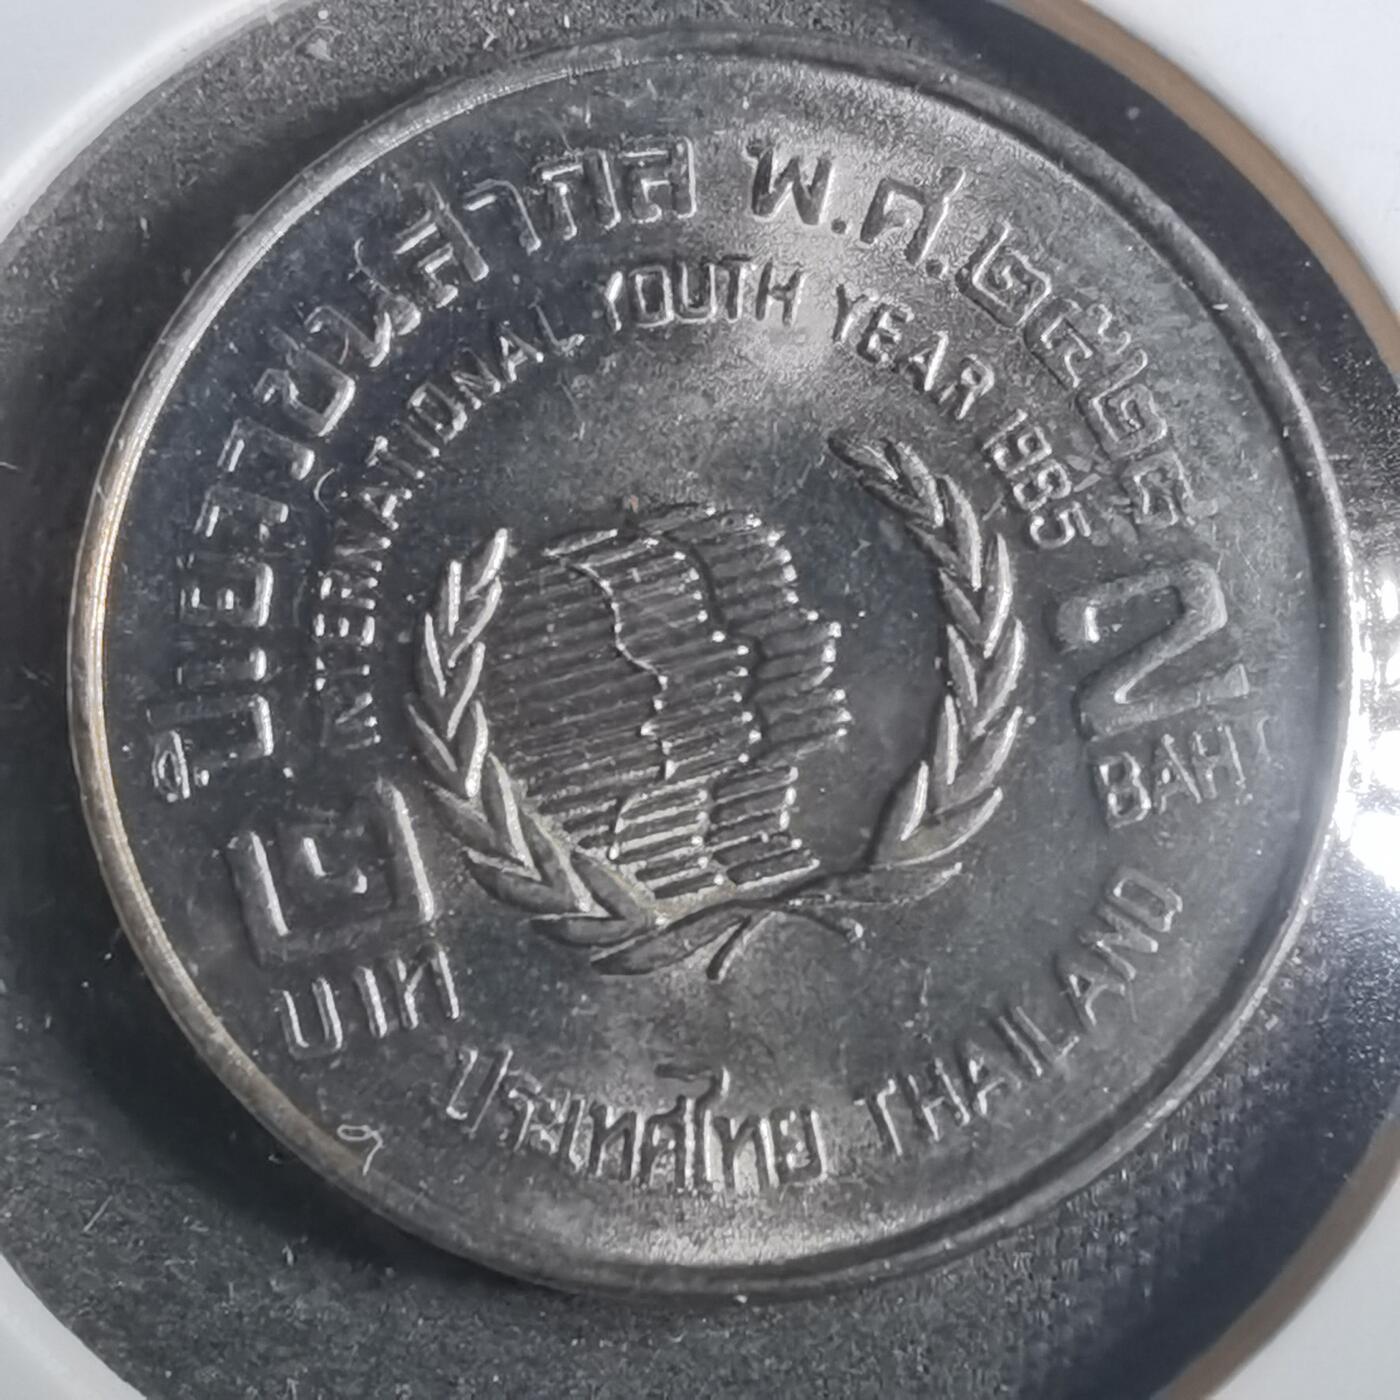 ปีเยาวชนสากล พ.ศ.๒๕๒๘
INTERNATIONAL YOUTH YEAR 1985
๒
บาท
2
BAHT
ประเทศไทย THAILAND